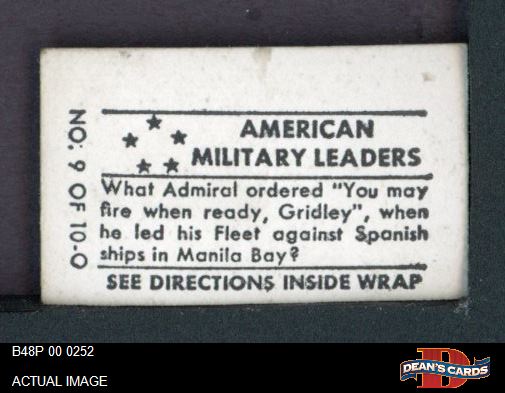 NO. 9 OF 10-O
AMERICAN
MILITARY LEADERS
What Admiral ordered "You may
fire when ready, Gridley", when
he led his Fleet against Spanish
ships in Manila Bay?
SEE DIRECTIONS INSIDE WRAP
B48P 00 0252
ACTUAL IMAGE
D
DEAN'S CARDS